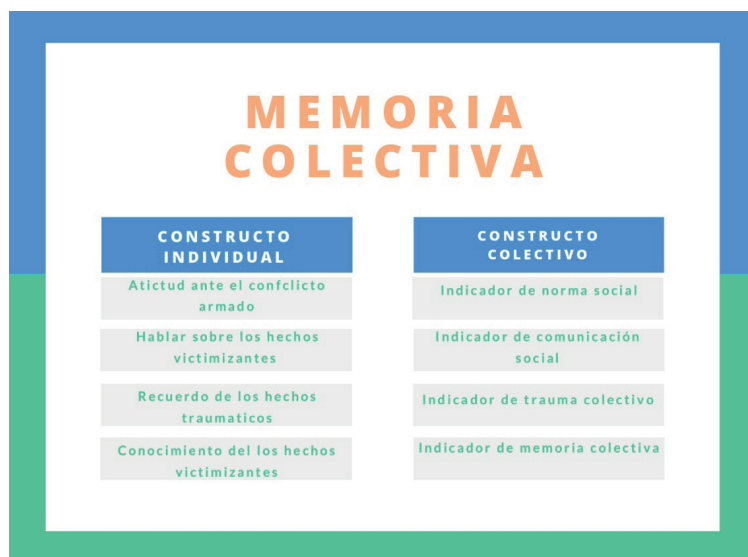 MEMORIA
COLECTIVA
CONSTRUCTO
INDIVIDUAL
Atictud ante el confclicto
armado
Hablar sobre los hechos
victimizantes
Recuerdo de los hechos
traumaticos
Conocimiento del los hechos
victimizantes
CONSTRUCTO
COLECTIVO
Indicador de norma social
Indicador de comunicación
social
Indicador de trauma colectivo
Indicador de memoria colectiva